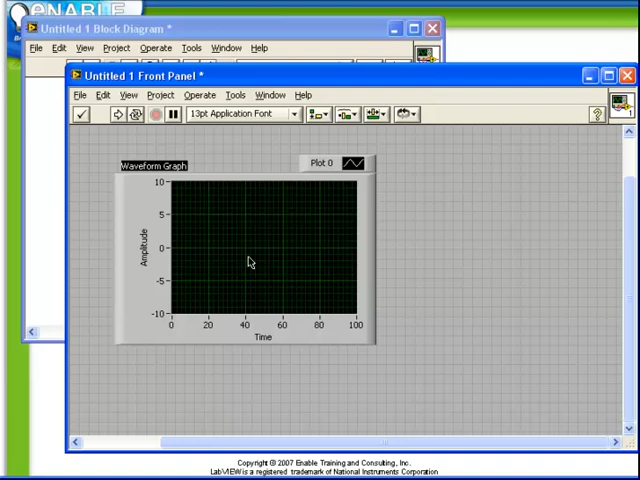 ENABLE
Untitled 1 Block Diagram *
File Edit View Project Operate Tools Window Help
Untitled 1 Front Panel *
File Edit View Project Operate Tools Window Help
13pt Application Font
?
1
Waveform Graph
Plot 0
Amplitude
10
5
0
-5
-10
0 20 40 60 80 100
Time
Copyright © 2007 Enable Training and Consulting, Inc.
LabVIEW is a registered trademark of National Instruments Corporation